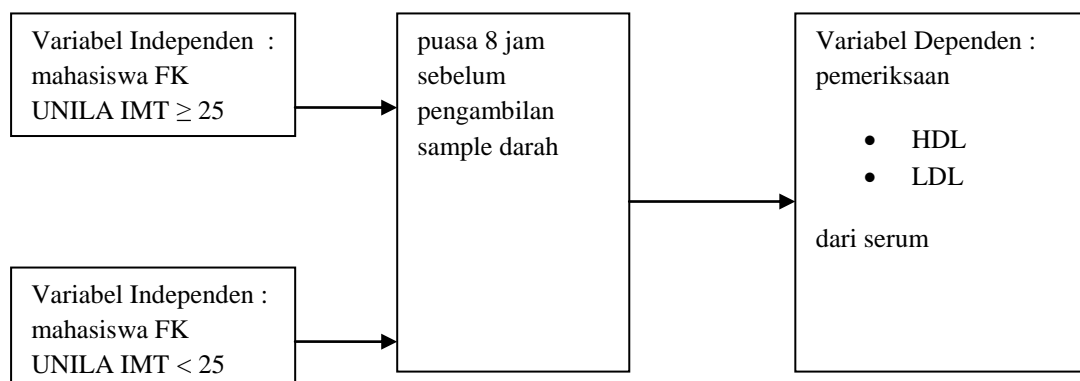 Variabel Independen  :
mahasiswa FK
UNILA IMT ≥ 25
puasa 8 jam
sebelum
pengambilan
sample darah
Variabel Dependen :
pemeriksaan
• HDL
• LDL
dari serum
Variabel Independen :
mahasiswa FK
UNILA IMT < 25